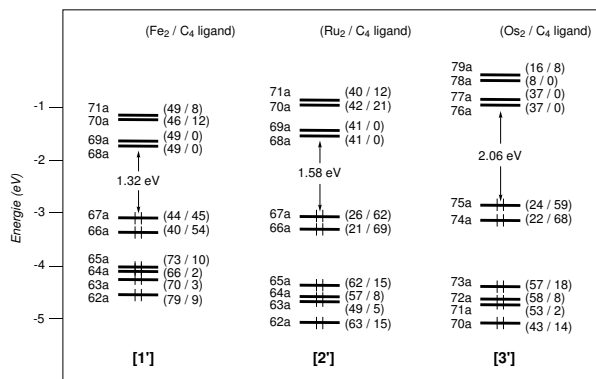 (Fe2 / C4 ligand) (Ru2 / C4 ligand) (Os2 / C4 ligand)
Energie (eV)
-1
-2
-3
-4
-5
71a (49 / 8)
70a (46 / 12)
69a (49 / 0)
68a (49 / 0)
1.32 eV
67a (44 / 45)
66a (40 / 54)
65a (73 / 10)
64a (66 / 2)
63a (70 / 3)
62a (79 / 9)
[1']
71a (40 / 12)
70a (42 / 21)
69a (41 / 0)
68a (41 / 0)
1.58 eV
67a (26 / 62)
66a (21 / 69)
65a (62 / 15)
64a (57 / 8)
63a (49 / 5)
62a (63 / 15)
[2']
79a (16 / 8)
78a (8 / 0)
77a (37 / 0)
76a (37 / 0)
2.06 eV
75a (24 / 59)
74a (22 / 68)
73a (57 / 18)
72a (58 / 8)
71a (53 / 2)
70a (43 / 14)
[3']